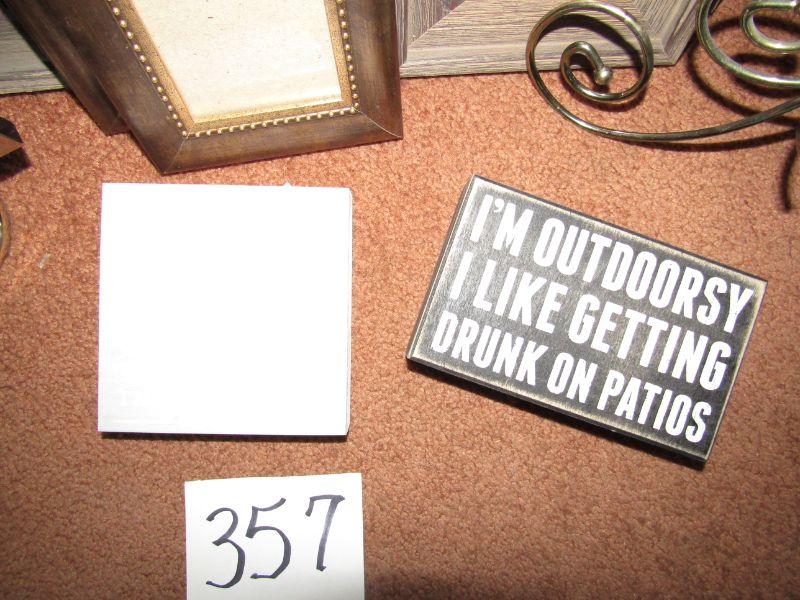 I'M OUTDOORSY
I LIKE GETTING
DRUNK ON PATIOS
357